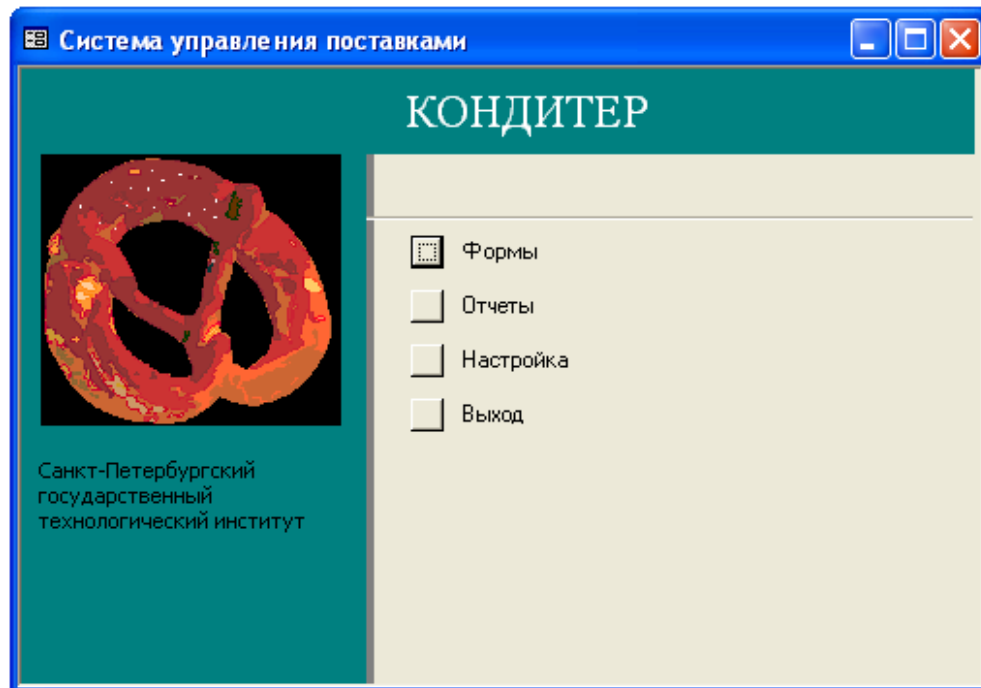 Система управления поставками
КОНДИТЕР
Формы
Отчеты
Настройка
Выход
Санкт-Петербургский
государственный
технологический институт